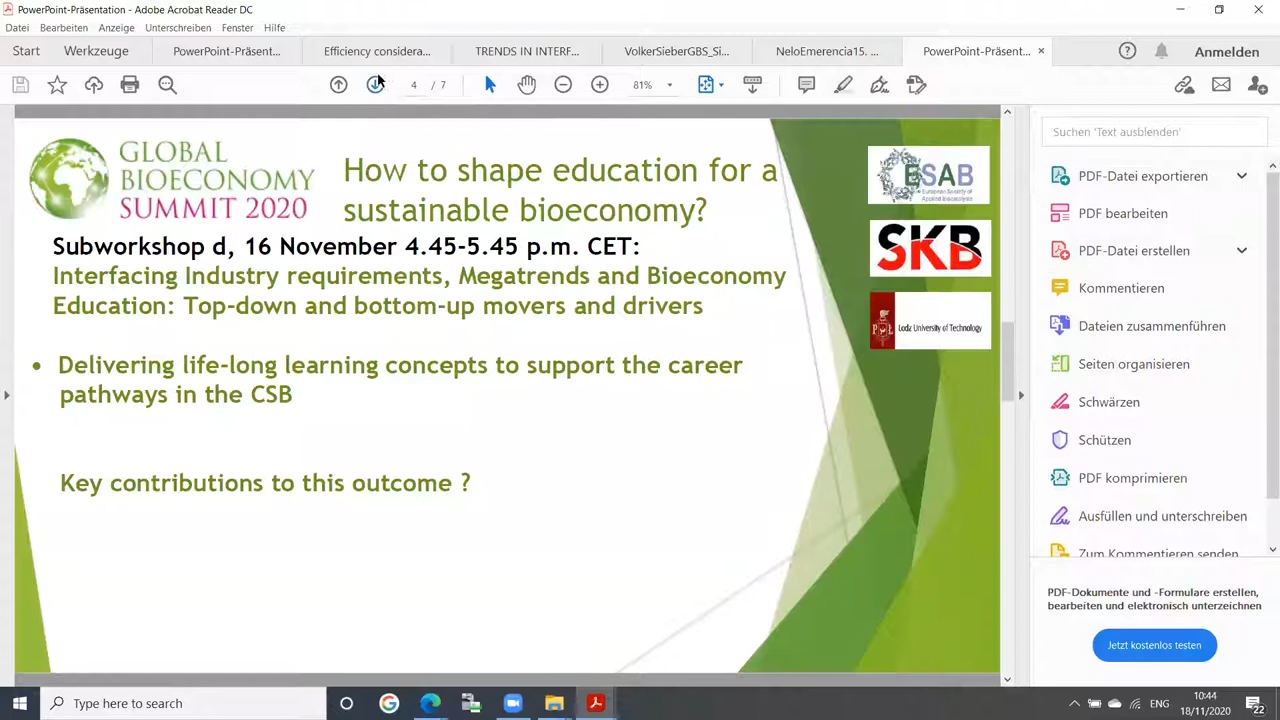 PowerPoint-Präsentation - Adobe Acrobat Reader DC
Datei Bearbeiten Anzeige Unterschreiben Fenster Hilfe
Start Werkzeuge PowerPoint-Präsent... Efficiency considera... TRENDS IN INTERF... VolkerSieberGBS_Si... NeloEmerencia15. ... PowerPoint-Präsent... × Anmelden
4 / 7 81%
GLOBAL
BIOECONOMY
SUMMIT 2020
How to shape education for a
sustainable bioeconomy?
Subworkshop d, 16 November 4.45-5.45 p.m. CET:
Interfacing Industry requirements, Megatrends and Bioeconomy
Education: Top-down and bottom-up movers and drivers
• Delivering life-long learning concepts to support the career
pathways in the CSB
Key contributions to this outcome ?
ESAB
European Society of
Applied Biocatalysis
SKB
Lodz University of Technology
Suchen 'Text ausblenden'
PDF-Datei exportieren
PDF bearbeiten
PDF-Datei erstellen
Kommentieren
Dateien zusammenführen
Seiten organisieren
Schwärzen
Schützen
PDF komprimieren
Ausfüllen und unterschreiben
Zum Kommentieren senden
PDF-Dokumente und -Formulare erstellen,
bearbeiten und elektronisch unterzeichnen
Jetzt kostenlos testen
Type here to search
ENG
10:44
18/11/2020
22